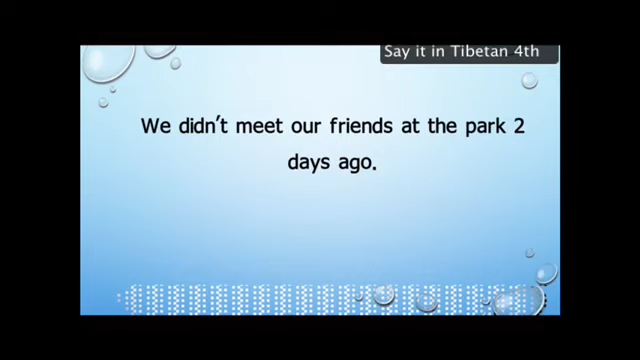 Say it in Tibetan 4th
We didn't meet our friends at the park 2
days ago.